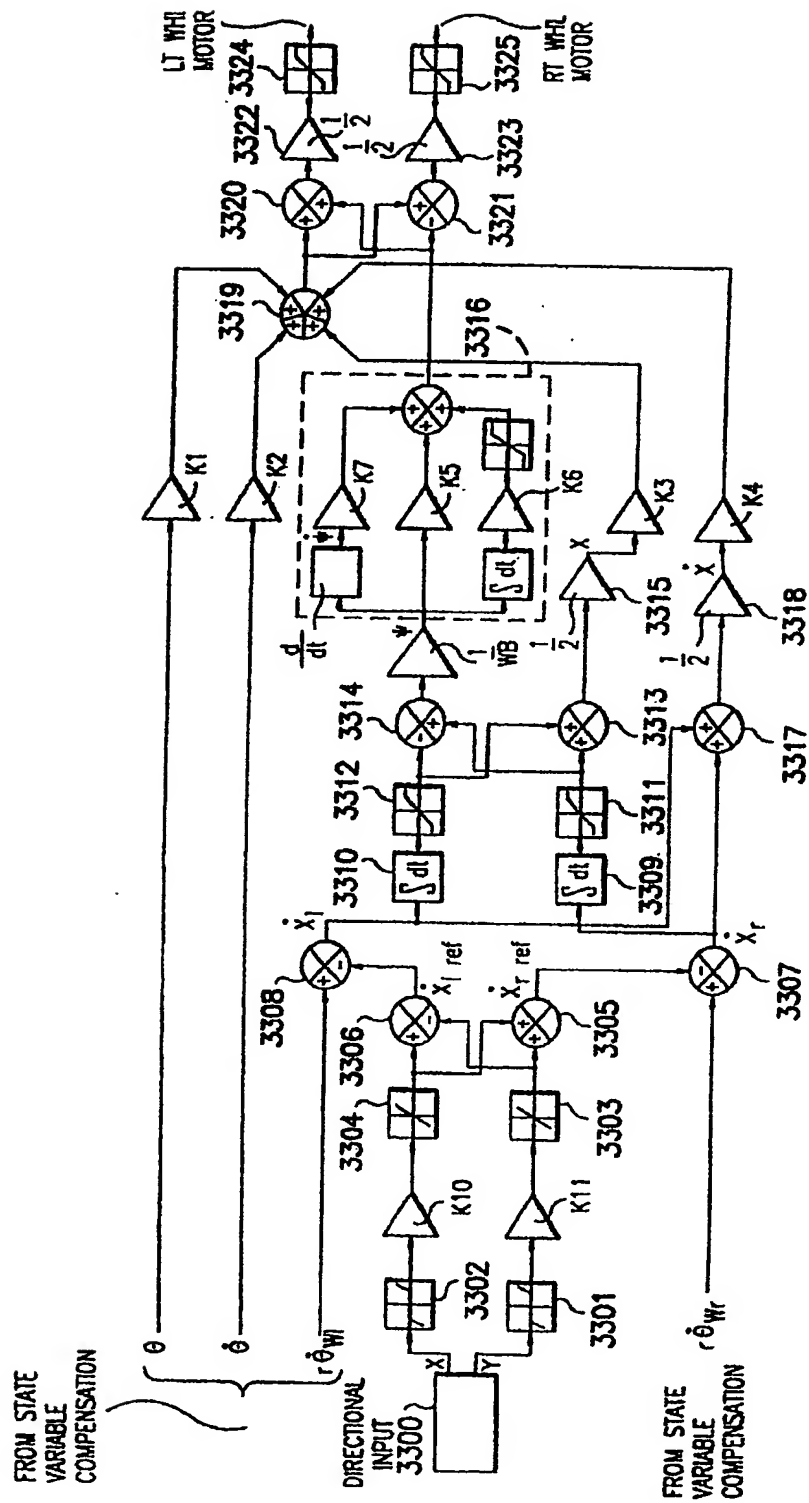 LT WHL
MOTOR
3324
3322
1/2
3320
3319
RT WHL
MOTOR
3325
1/2
3323
3321
3316
K1
K2
K7
K5
K6
Ψ̇
d/dt
∫dt
Ψ
1/WB
3314
3312
3310
∫dt
3313
3311
3309
∫dt
1/2
3315
X
K3
K4
Ẋ
1/2
3318
3317
Ẋl
3308
Ẋl ref
3306
Ẋr ref
3305
Ẋr
3307
3304
3303
K10
K11
3302
3301
X
Y
DIRECTIONAL
INPUT
3300
θ
θ̇
rθ̇Wl
FROM STATE
VARIABLE
COMPENSATION
rθ̇Wr
FROM STATE
VARIABLE
COMPENSATION